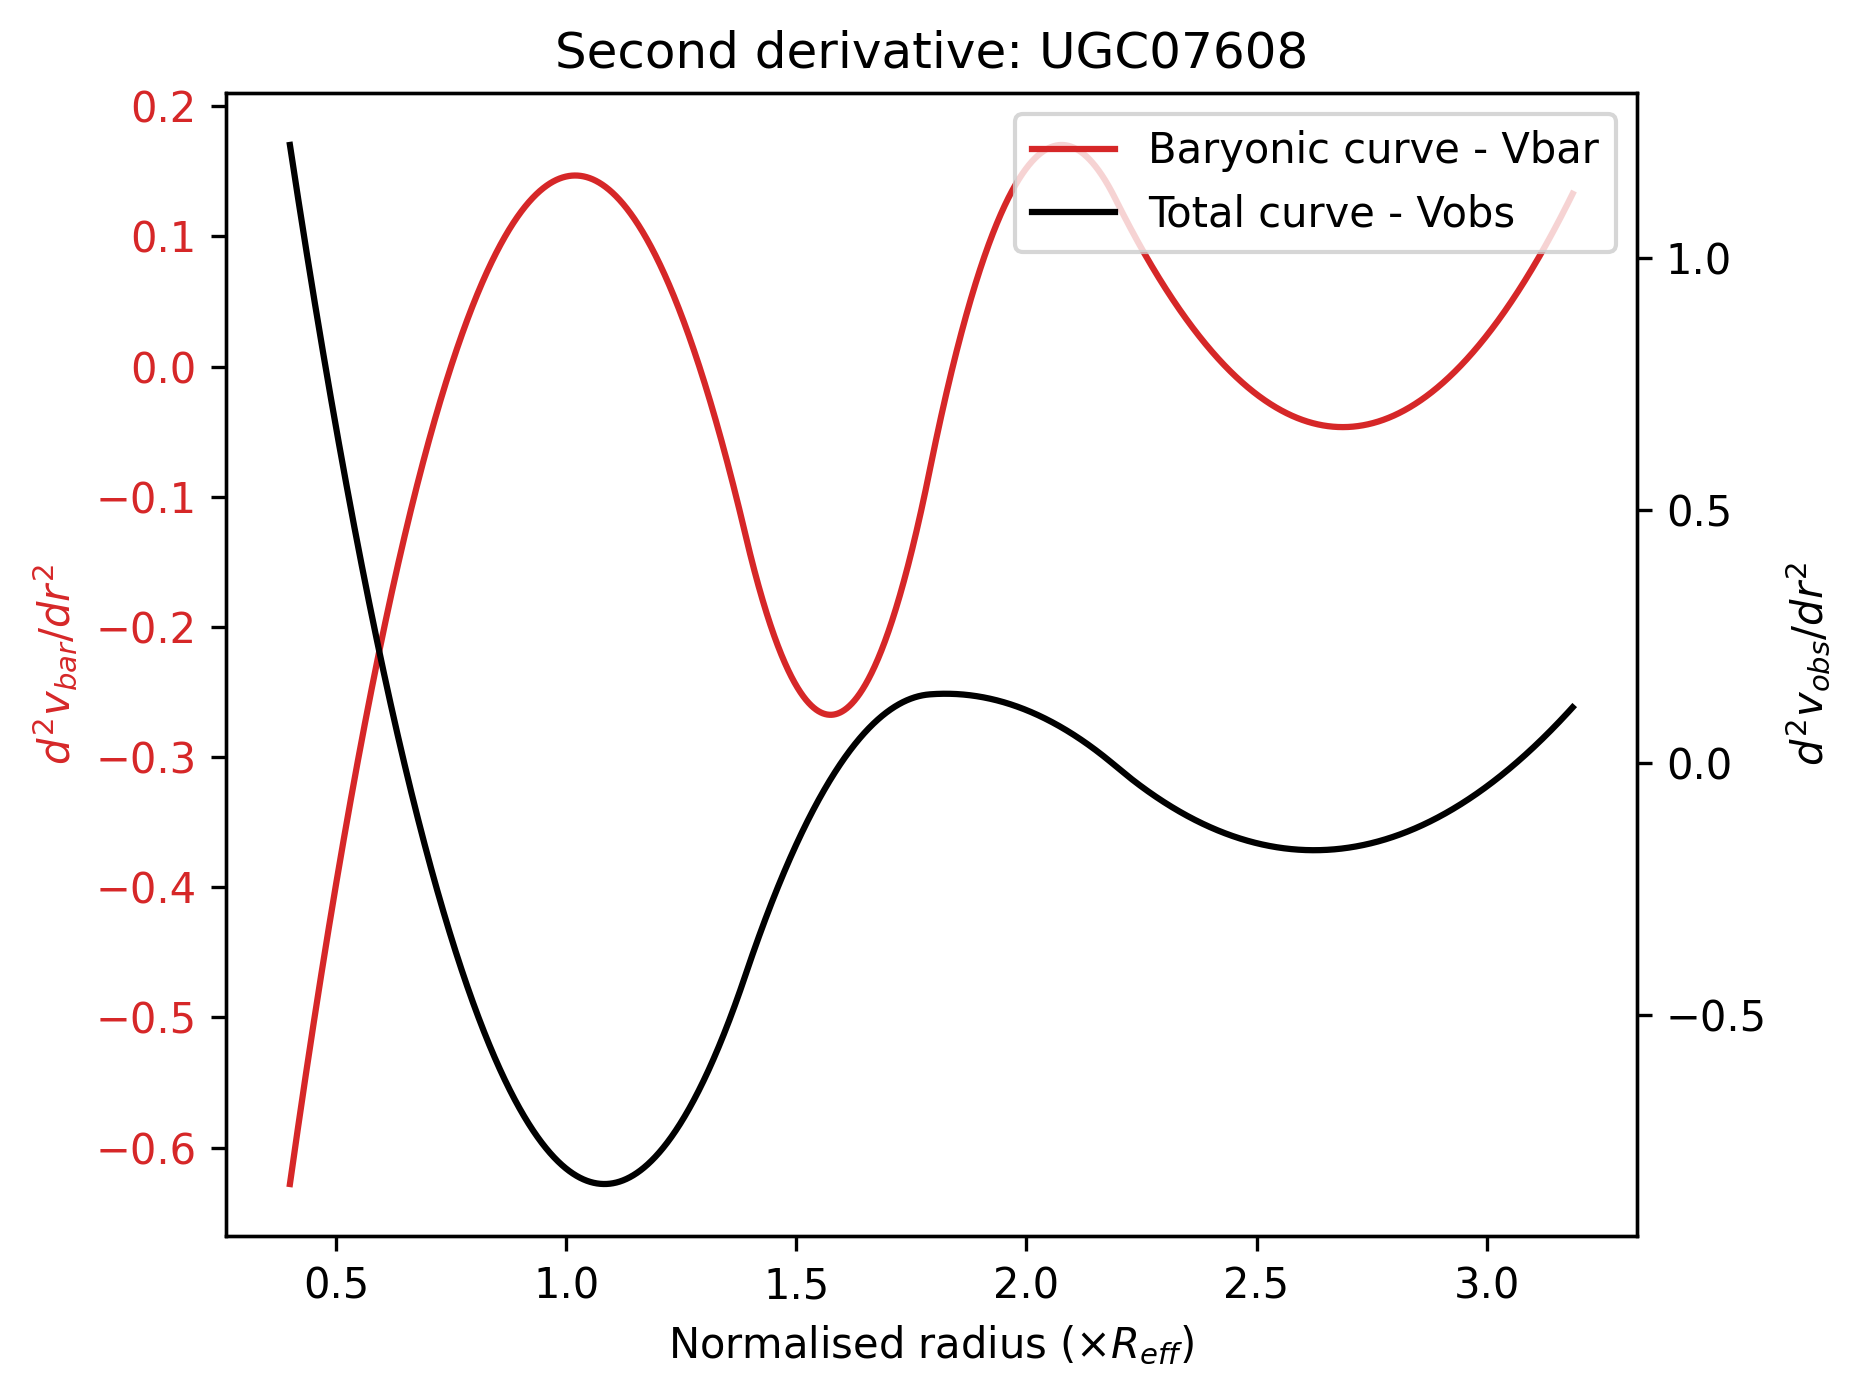 Second derivative: UGC07608
Baryonic curve - Vbar
Total curve - Vobs
0.2
0.1
0.0
−0.1
−0.2
−0.3
−0.4
−0.5
−0.6
d²v_bar/dr²
1.0
0.5
0.0
−0.5
d²v_obs/dr²
0.5 1.0 1.5 2.0 2.5 3.0
Normalised radius (×R_eff)